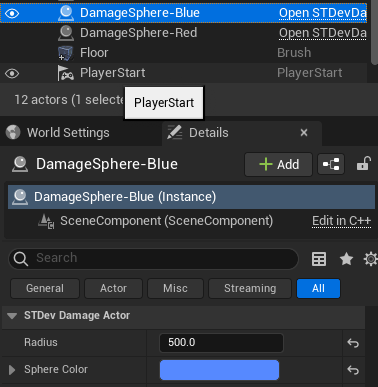 DamageSphere-Blue Open STDevDa
DamageSphere-Red Open STDevDa
Floor Brush
PlayerStart PlayerStart
12 actors (1 selecte
PlayerStart
World Settings Details
DamageSphere-Blue Add
DamageSphere-Blue (Instance)
SceneComponent (SceneComponent) Edit in C++
Search
General Actor Misc Streaming All
STDev Damage Actor
Radius 500.0
Sphere Color